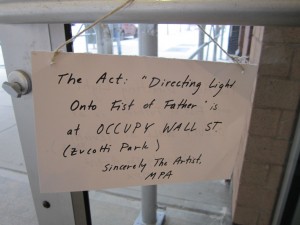 The Act: "Directing Light
Onto Fist of Father" is
at OCCUPY WALL ST.
(Zucotti Park)
Sincerely The Artist,
MPA